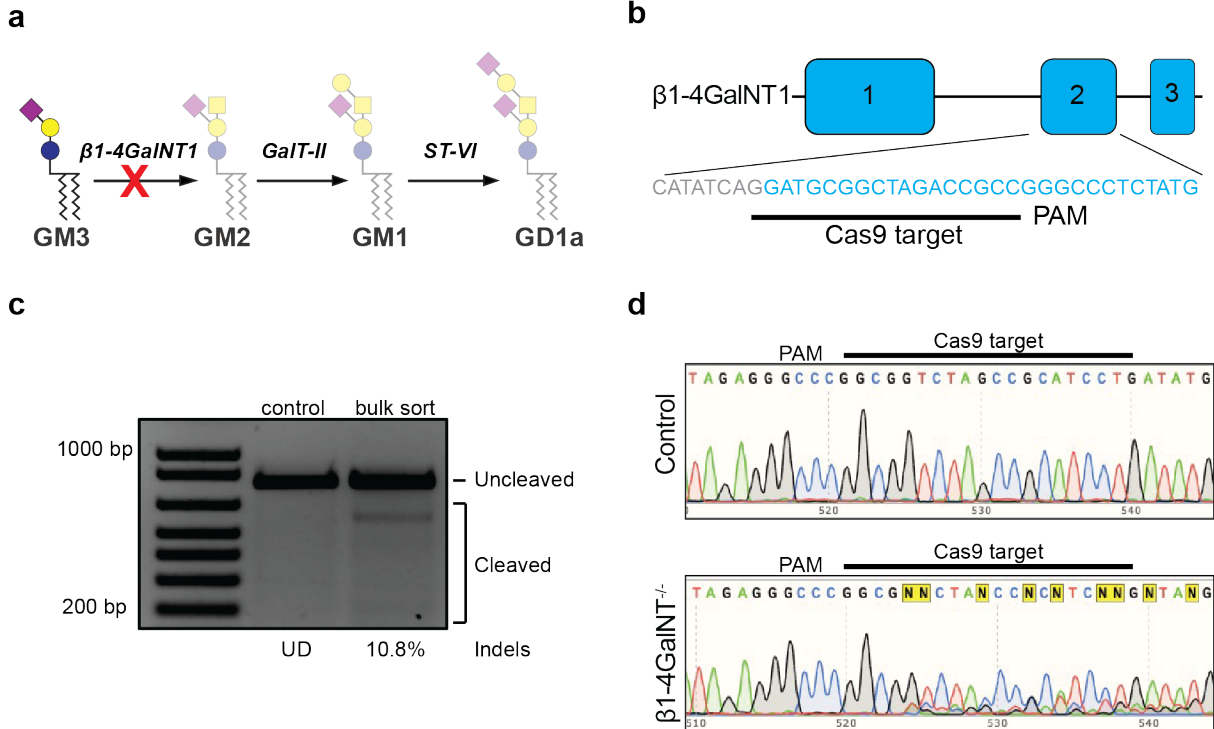 a
β1-4GalNT1
GalT-II
ST-VI
X
GM3
GM2
GM1
GD1a
b
β1-4GalNT1
1
2
3
CATATCAGGATGCGGCTAGACCGCCGGGCCCTCTATG
Cas9 target
PAM
c
control
bulk sort
1000 bp
Uncleaved
Cleaved
200 bp
UD
10.8%
Indels
d
PAM
Cas9 target
Control
TAGAGGGCCCGGCGGTCTAGCCGCATCCTGATATG
520
530
540
PAM
Cas9 target
β1-4GalNT-/-
TAGAGGGCCCGGCGNNCTANCCNCNTCNNGNTANG
510
520
530
540